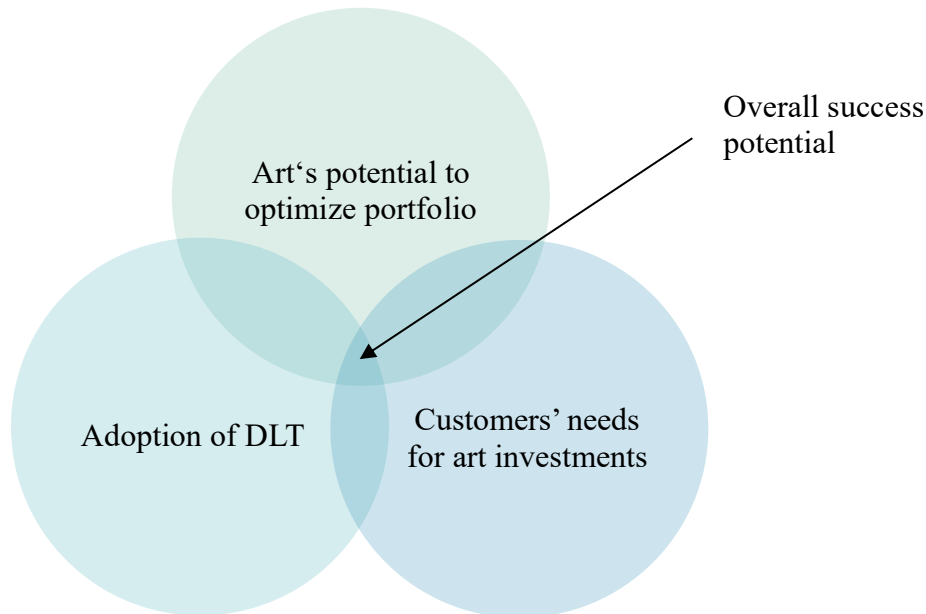 Overall success
potential
Art‘s potential to
optimize portfolio
Adoption of DLT
Customers’ needs
for art investments